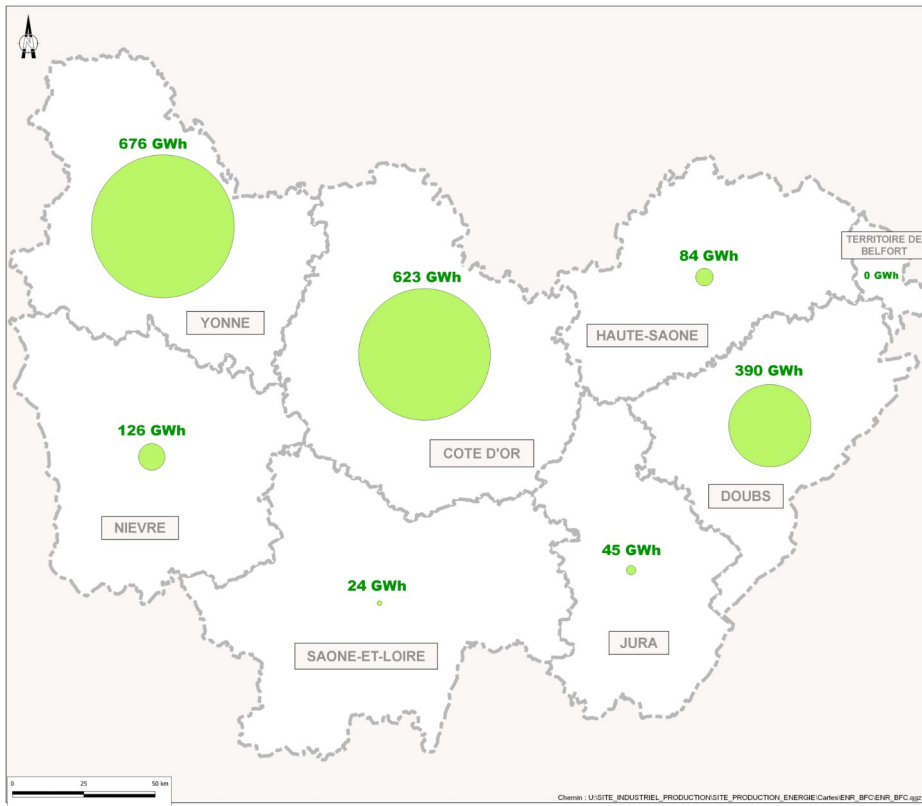 676 GWh
YONNE
623 GWh
COTE D'OR
84 GWh
HAUTE-SAONE
TERRITOIRE DE
BELFORT
0 GWh
390 GWh
DOUBS
126 GWh
NIEVRE
45 GWh
JURA
24 GWh
SAONE-ET-LOIRE
0 25 50 km
Chemin : U:\SITE_INDUSTRIEL_PRODUCTION\SITE_PRODUCTION_ENERGIE\Cartes\ENR_BFC\ENR_BFC.qgz